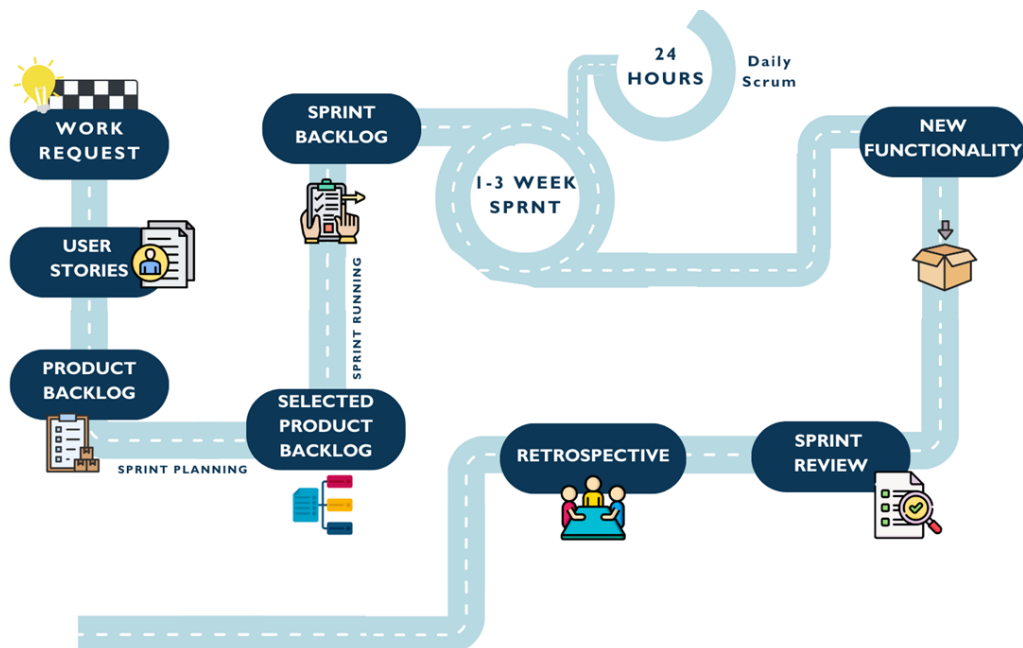 WORK
REQUEST
USER
STORIES
PRODUCT
BACKLOG
SPRINT PLANNING
SELECTED
PRODUCT
BACKLOG
SPRINT RUNNING
SPRINT
BACKLOG
1-3 WEEK
SPRNT
24
HOURS
Daily
Scrum
NEW
FUNCTIONALITY
SPRINT
REVIEW
RETROSPECTIVE